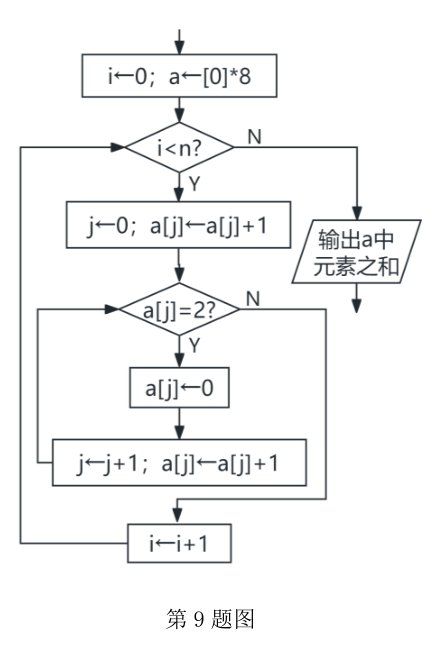 i←0；a←[0]*8
i<n?
N
Y
j←0；a[j]←a[j]+1
输出a中
元素之和
a[j]=2?
N
Y
a[j]←0
j←j+1；a[j]←a[j]+1
i←i+1
第 9 题图